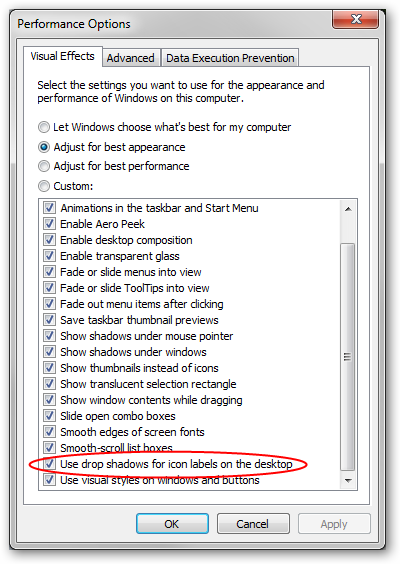 Performance Options
Visual Effects Advanced Data Execution Prevention
Select the settings you want to use for the appearance and
performance of Windows on this computer.
Let Windows choose what's best for my computer
Adjust for best appearance
Adjust for best performance
Custom:
Animations in the taskbar and Start Menu
Enable Aero Peek
Enable desktop composition
Enable transparent glass
Fade or slide menus into view
Fade or slide ToolTips into view
Fade out menu items after clicking
Save taskbar thumbnail previews
Show shadows under mouse pointer
Show shadows under windows
Show thumbnails instead of icons
Show translucent selection rectangle
Show window contents while dragging
Slide open combo boxes
Smooth edges of screen fonts
Smooth-scroll list boxes
Use drop shadows for icon labels on the desktop
Use visual styles on windows and buttons
OK Cancel Apply